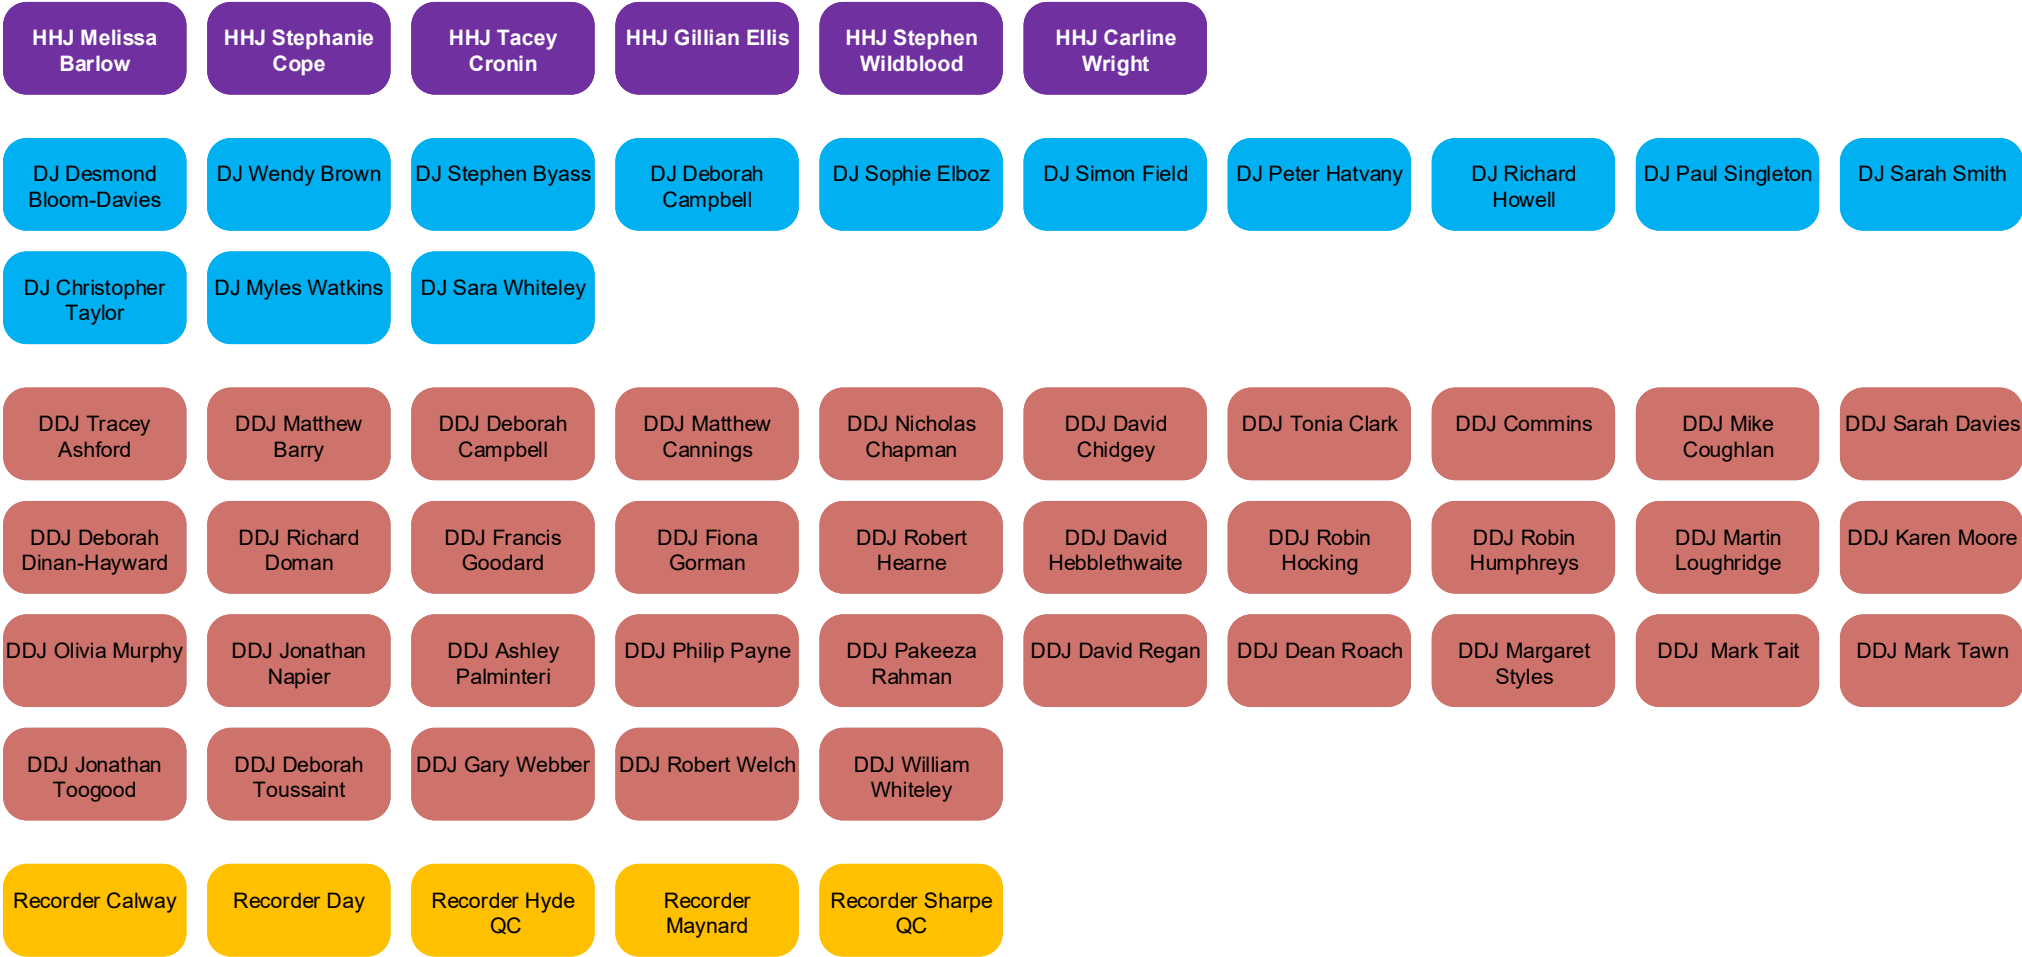 HHJ Melissa
Barlow
HHJ Stephanie
Cope
HHJ Tacey
Cronin
HHJ Gillian Ellis
HHJ Stephen
Wildblood
HHJ Carline
Wright
DJ Desmond
Bloom-Davies
DJ Wendy Brown
DJ Stephen Byass
DJ Deborah
Campbell
DJ Sophie Elboz
DJ Simon Field
DJ Peter Hatvany
DJ Richard
Howell
DJ Paul Singleton
DJ Sarah Smith
DJ Christopher
Taylor
DJ Myles Watkins
DJ Sara Whiteley
DDJ Tracey
Ashford
DDJ Matthew
Barry
DDJ Deborah
Campbell
DDJ Matthew
Cannings
DDJ Nicholas
Chapman
DDJ David
Chidgey
DDJ Tonia Clark
DDJ Commins
DDJ Mike
Coughlan
DDJ Sarah Davies
DDJ Deborah
Dinan-Hayward
DDJ Richard
Doman
DDJ Francis
Goodard
DDJ Fiona
Gorman
DDJ Robert
Hearne
DDJ David
Hebblethwaite
DDJ Robin
Hocking
DDJ Robin
Humphreys
DDJ Martin
Loughridge
DDJ Karen Moore
DDJ Olivia Murphy
DDJ Jonathan
Napier
DDJ Ashley
Palminteri
DDJ Philip Payne
DDJ Pakeeza
Rahman
DDJ David Regan
DDJ Dean Roach
DDJ Margaret
Styles
DDJ  Mark Tait
DDJ Mark Tawn
DDJ Jonathan
Toogood
DDJ Deborah
Toussaint
DDJ Gary Webber
DDJ Robert Welch
DDJ William
Whiteley
Recorder Calway
Recorder Day
Recorder Hyde
QC
Recorder
Maynard
Recorder Sharpe
QC